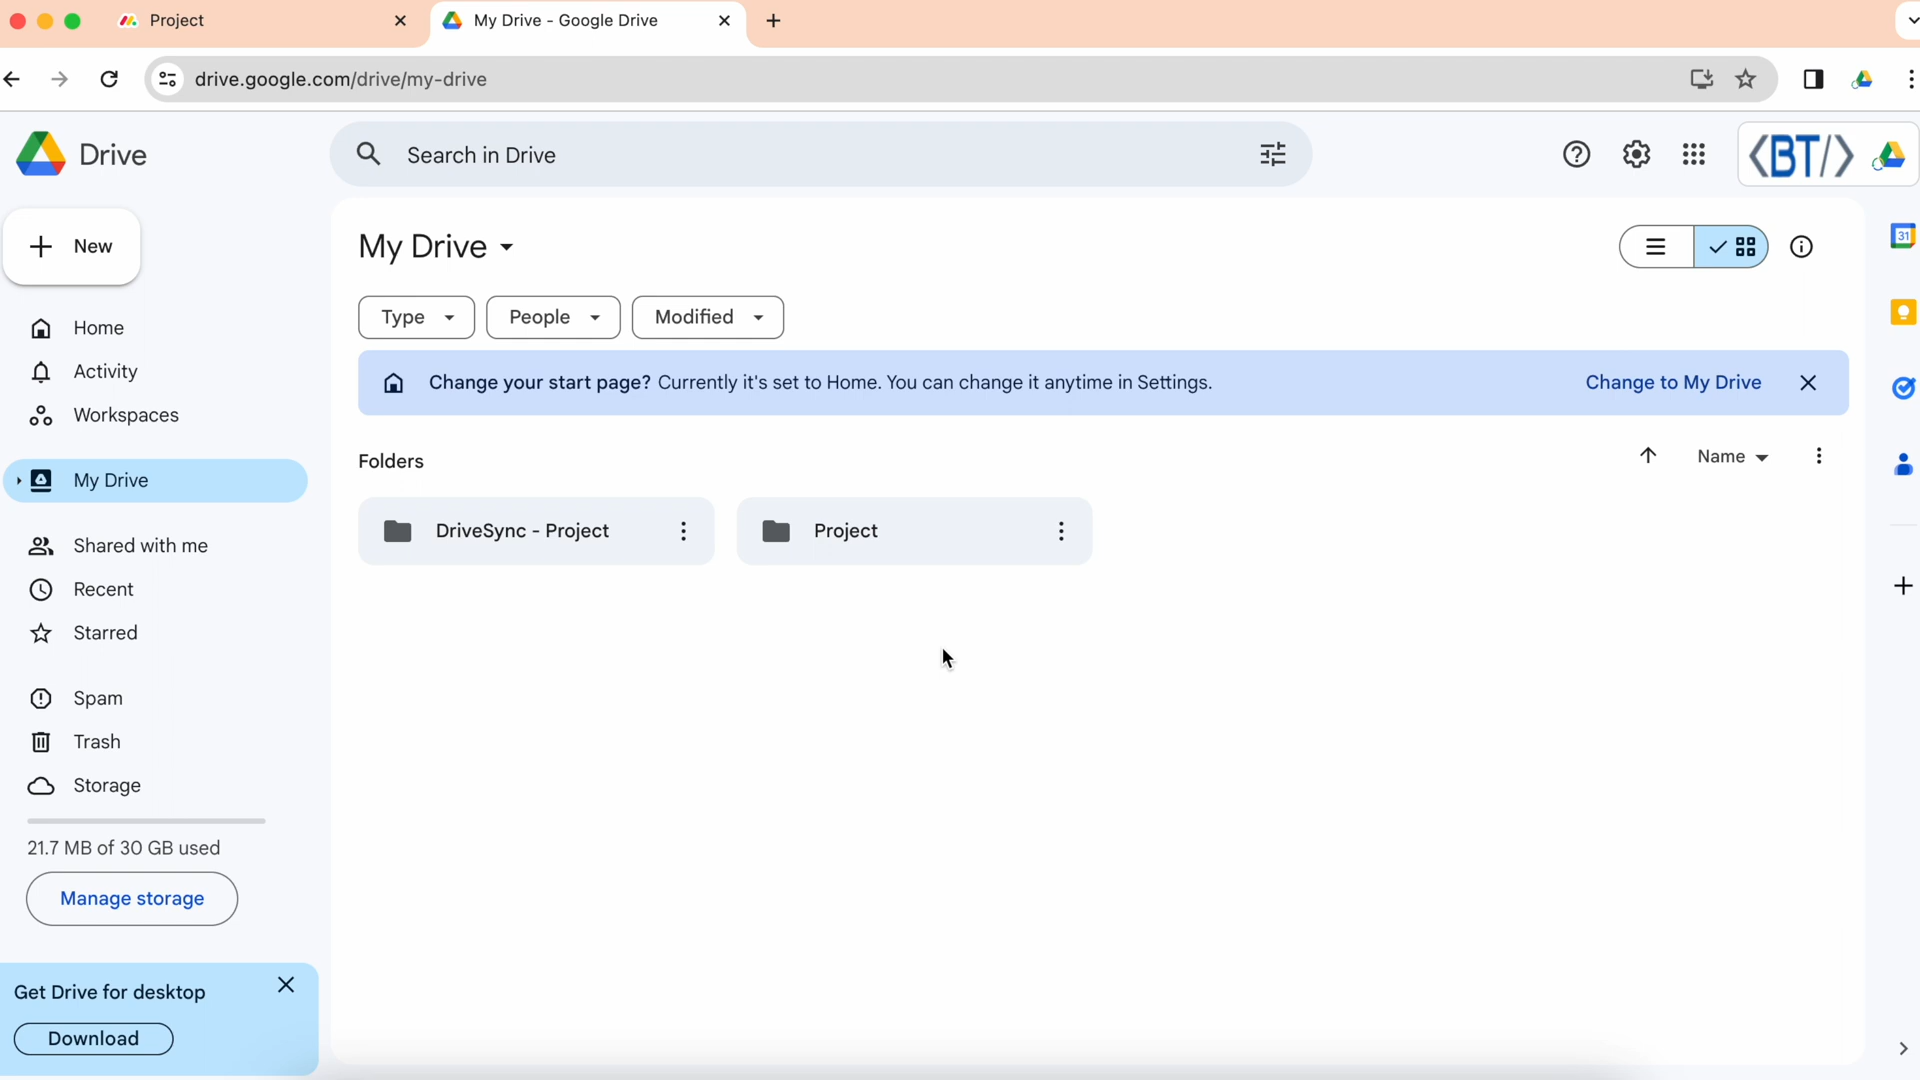 Project
My Drive - Google Drive
drive.google.com/drive/my-drive
Drive
Search in Drive
<BT/>
New
Home
Activity
Workspaces
My Drive
Shared with me
Recent
Starred
Spam
Trash
Storage
21.7 MB of 30 GB used
Manage storage
Get Drive for desktop
Download
My Drive
Type
People
Modified
Change your start page? Currently it's set to Home. You can change it anytime in Settings.
Change to My Drive
Folders
Name
DriveSync - Project
Project
31